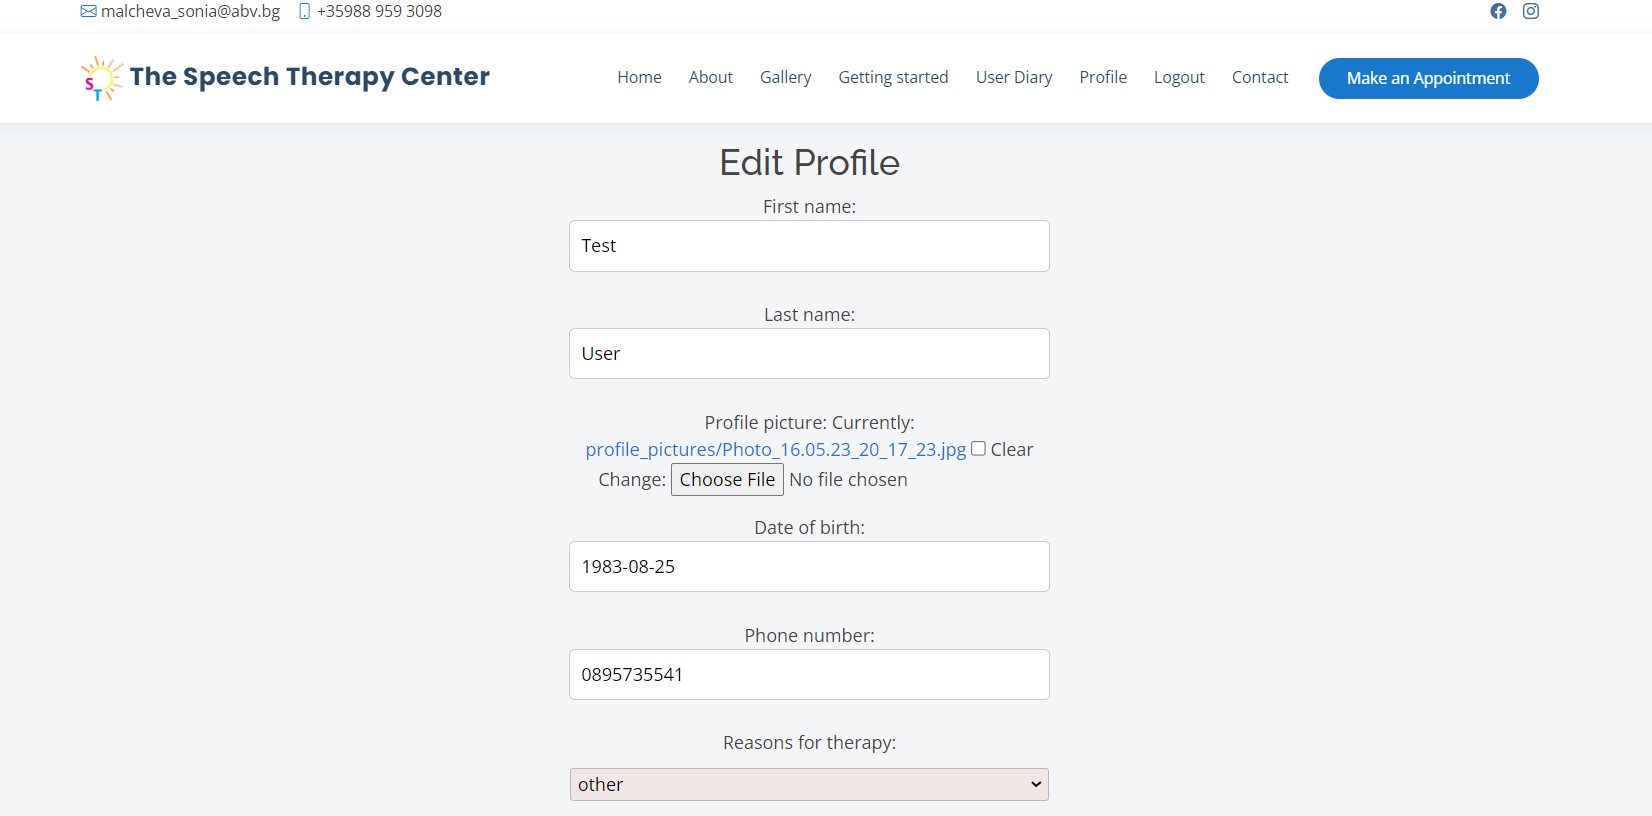 malcheva_sonia@abv.bg +35988 959 3098
ST The Speech Therapy Center Home About Gallery Getting started User Diary Profile Logout Contact Make an Appointment
Edit Profile
First name:
Test
Last name:
User
Profile picture: Currently:
profile_pictures/Photo_16.05.23_20_17_23.jpg Clear
Change: Choose File No file chosen
Date of birth:
1983-08-25
Phone number:
0895735541
Reasons for therapy:
other